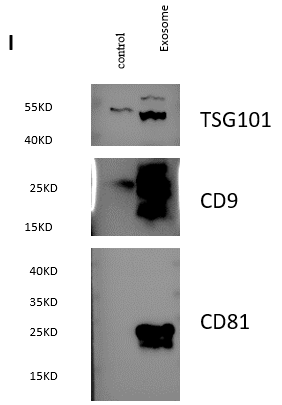 I
control
Exosome
55KD
40KD
TSG101
25KD
15KD
CD9
40KD
35KD
25KD
15KD
CD81